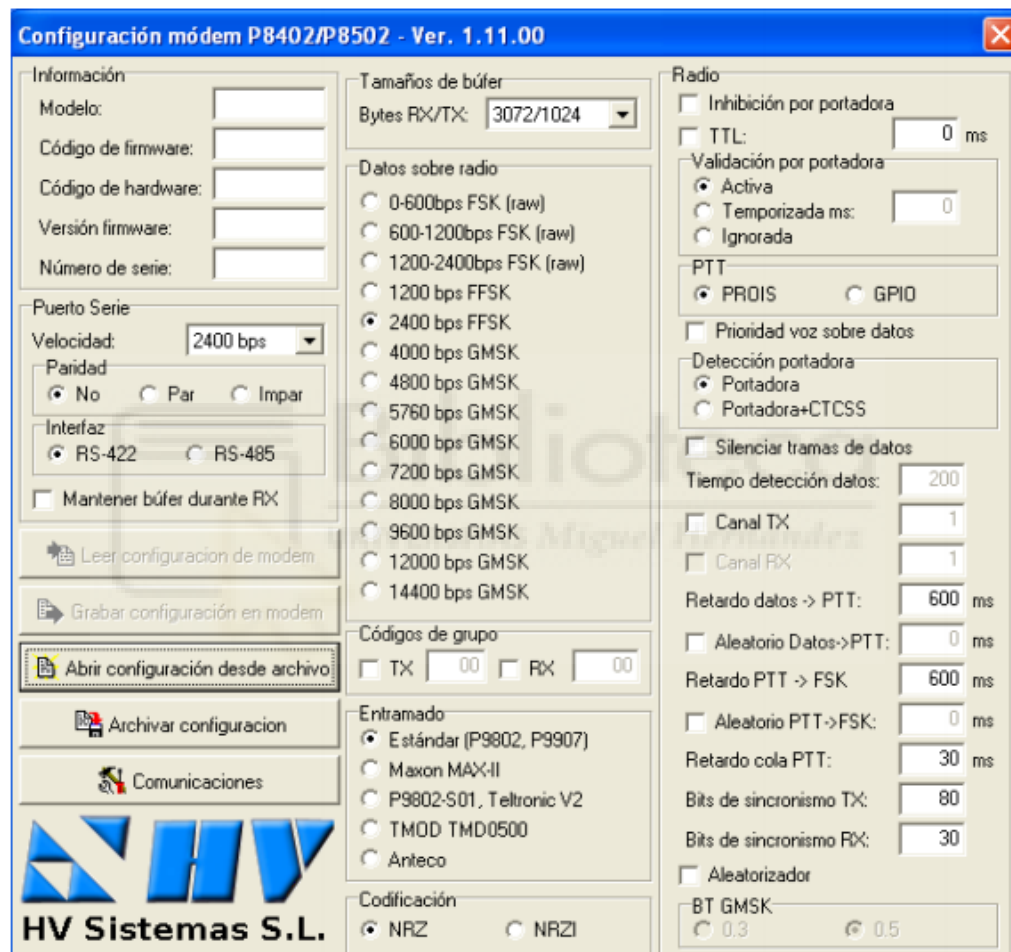 Configuración módem P8402/P8502 - Ver. 1.11.00
Información
Modelo:
Código de firmware:
Código de hardware:
Versión firmware:
Número de serie:
Puerto Serie
Velocidad: 2400 bps
Paridad
No Par Impar
Interfaz
RS-422 RS-485
Mantener búfer durante RX
Leer configuracion de modem
Grabar configuración en modem
Abrir configuración desde archivo
Archivar configuracion
Comunicaciones
HV
HV Sistemas S.L.
Tamaños de búfer
Bytes RX/TX: 3072/1024
Datos sobre radio
0-600bps FSK (raw)
600-1200bps FSK (raw)
1200-2400bps FSK (raw)
1200 bps FFSK
2400 bps FFSK
4000 bps GMSK
4800 bps GMSK
5760 bps GMSK
6000 bps GMSK
7200 bps GMSK
8000 bps GMSK
9600 bps GMSK
12000 bps GMSK
14400 bps GMSK
Códigos de grupo
TX 00 RX 00
Entramado
Estándar (P9802, P9907)
Maxon MAX-II
P9802-S01, Teltronic V2
TMOD TMD0500
Anteco
Codificación
NRZ NRZI
Radio
Inhibición por portadora
TTL: 0 ms
Validación por portadora
Activa
Temporizada ms: 0
Ignorada
PTT
PROIS GPIO
Prioridad voz sobre datos
Detección portadora
Portadora
Portadora+CTCSS
Silenciar tramas de datos
Tiempo detección datos: 200
Canal TX 1
Canal RX 1
Retardo datos -> PTT: 600 ms
Aleatorio Datos->PTT: 0 ms
Retardo PTT -> FSK 600 ms
Aleatorio PTT->FSK: 0 ms
Retardo cola PTT: 30 ms
Bits de sincronismo TX: 80
Bits de sincronismo RX: 30
Aleatorizador
BT GMSK
0.3 0.5
Biblioteca
Miguel Hernández